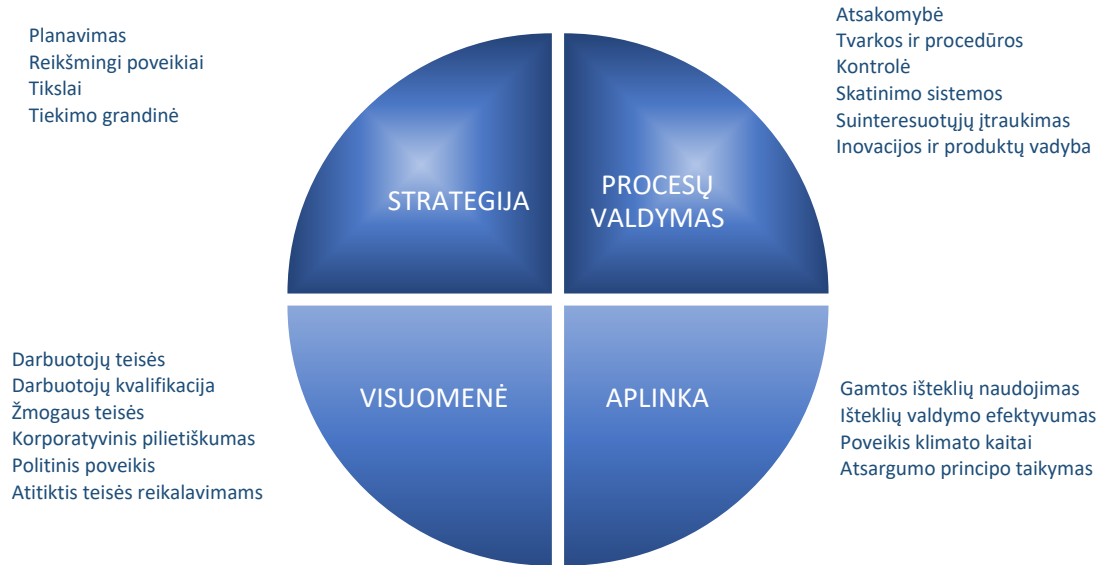 Planavimas
Reikšmingi poveikiai
Tikslai
Tiekimo grandinė
Atsakomybė
Tvarkos ir procedūros
Kontrolė
Skatinimo sistemos
Suinteresuotųjų įtraukimas
Inovacijos ir produktų vadyba
STRATEGIJA
PROCESŲ
VALDYMAS
Darbuotojų teisės
Darbuotojų kvalifikacija
Žmogaus teisės
Korporatyvinis pilietiškumas
Politinis poveikis
Atitiktis teisės reikalavimams
VISUOMENĖ
APLINKA
Gamtos išteklių naudojimas
Išteklių valdymo efektyvumas
Poveikis klimato kaitai
Atsargumo principo taikymas